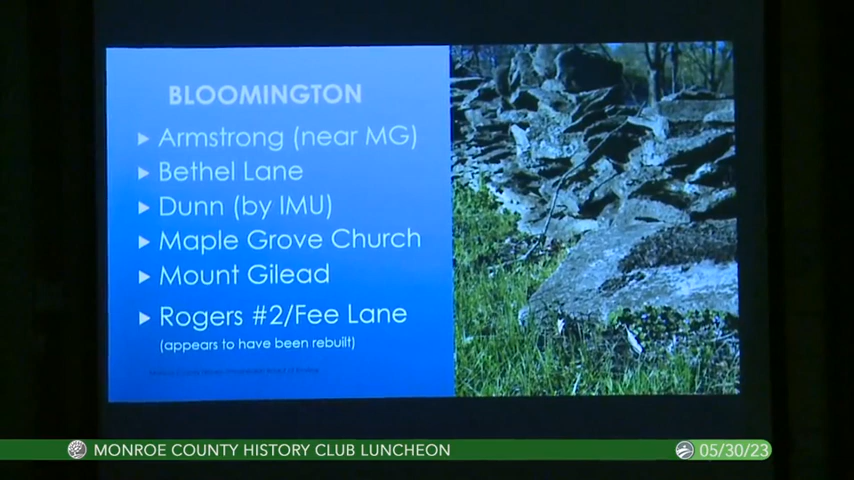 BLOOMINGTON
Armstrong (near MG)
Bethel Lane
Dunn (by IMU)
Maple Grove Church
Mount Gilead
Rogers #2/Fee Lane
(appears to have been rebuilt)
MONROE COUNTY HISTORY CLUB LUNCHEON
05/30/23